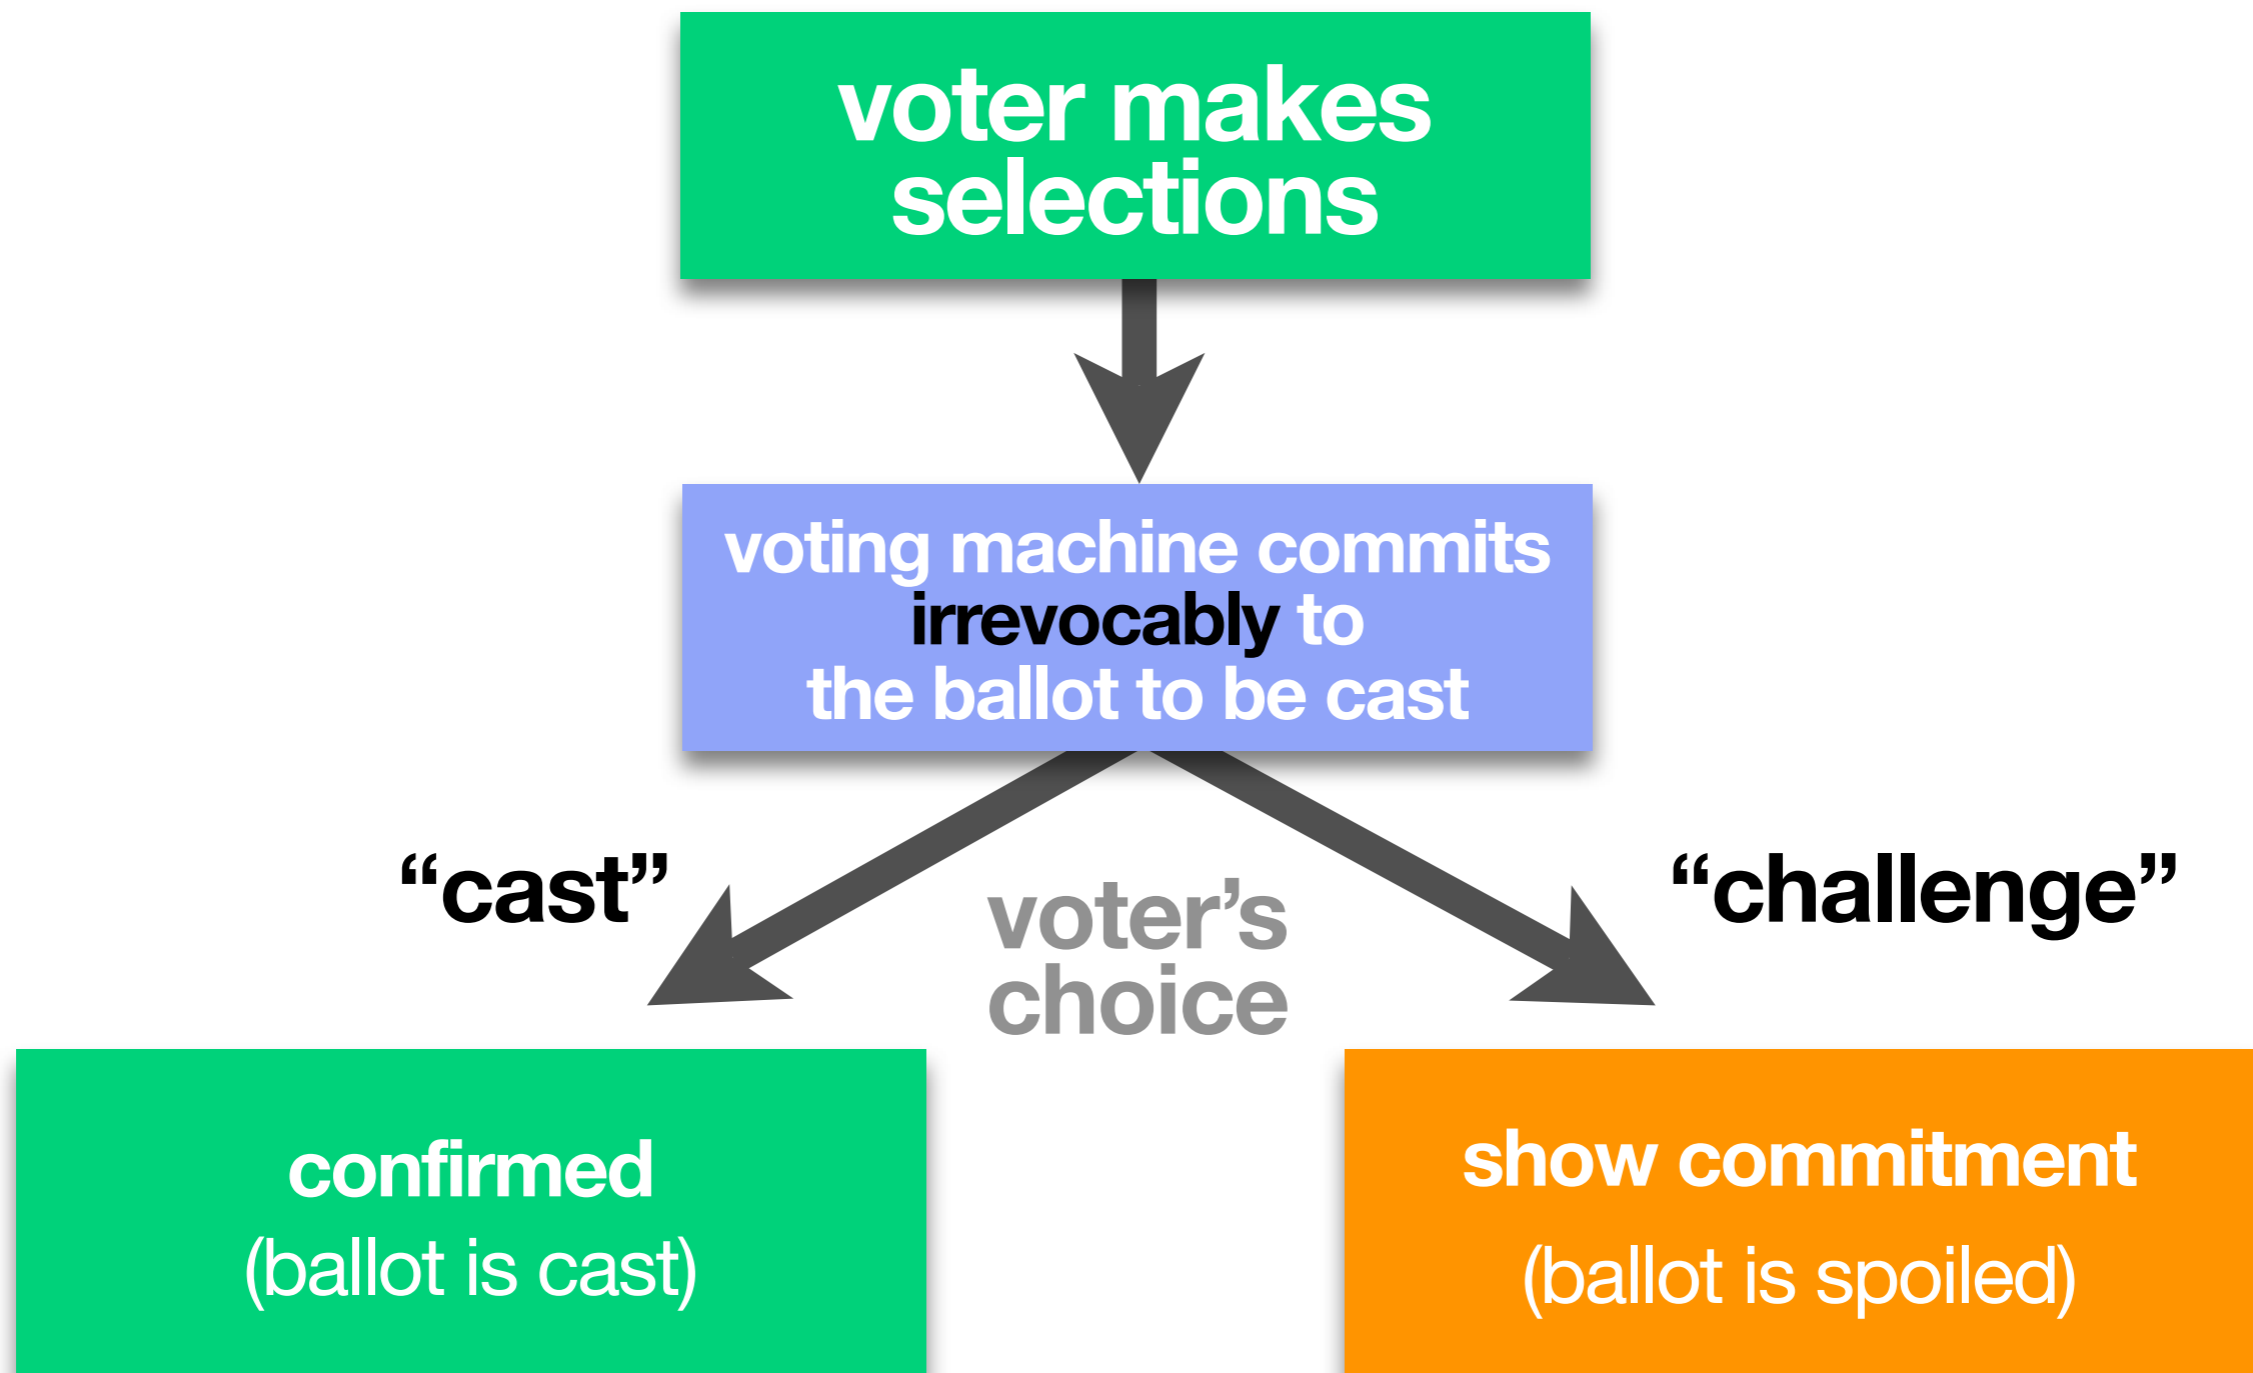 voter makes
selections
voting machine commits
irrevocably to
the ballot to be cast
“cast”
“challenge”
voter’s
choice
confirmed
(ballot is cast)
show commitment
(ballot is spoiled)